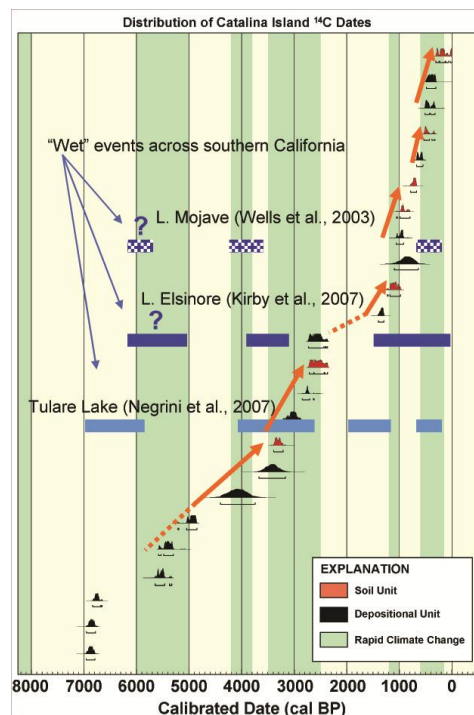 Distribution of Catalina Island ¹⁴C Dates
“Wet” events across southern California
?
L. Mojave (Wells et al., 2003)
L. Elsinore (Kirby et al., 2007)
?
Tulare Lake (Negrini et al., 2007)
EXPLANATION
Soil Unit
Depositional Unit
Rapid Climate Change
8000 7000 6000 5000 4000 3000 2000 1000 0
Calibrated Date (cal BP)